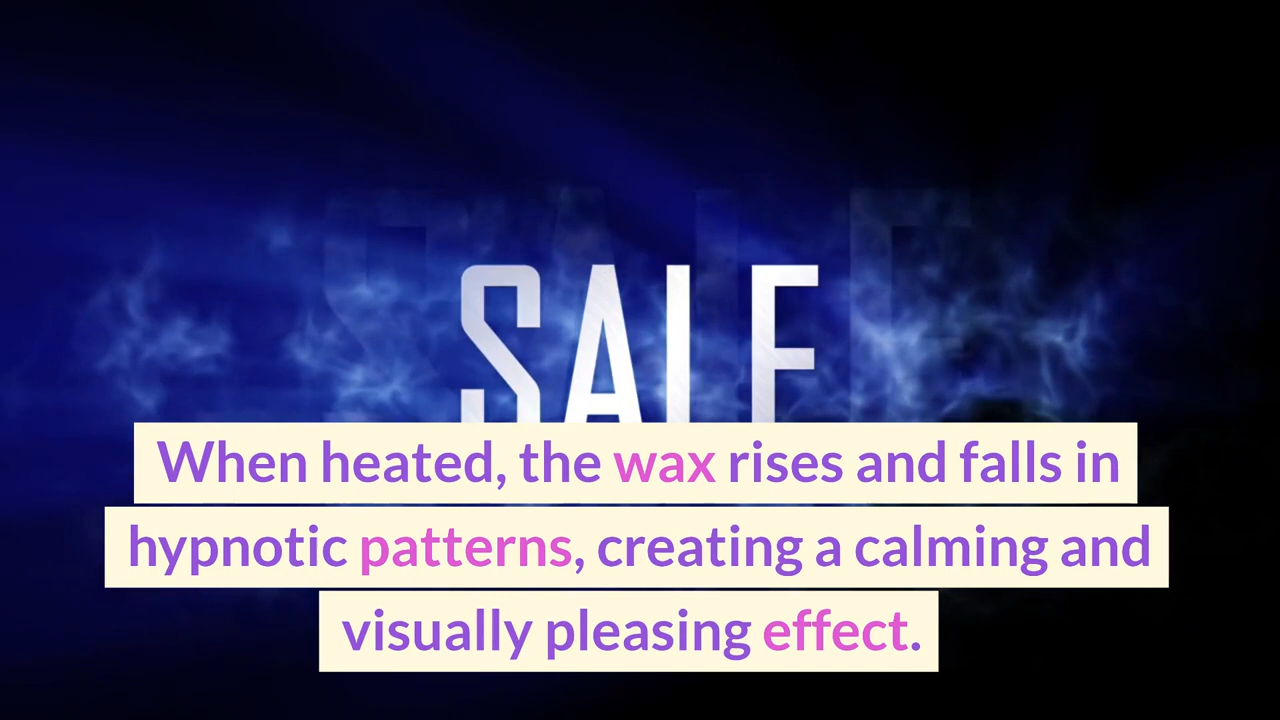 SALE
When heated, the wax rises and falls in
hypnotic patterns, creating a calming and
visually pleasing effect.